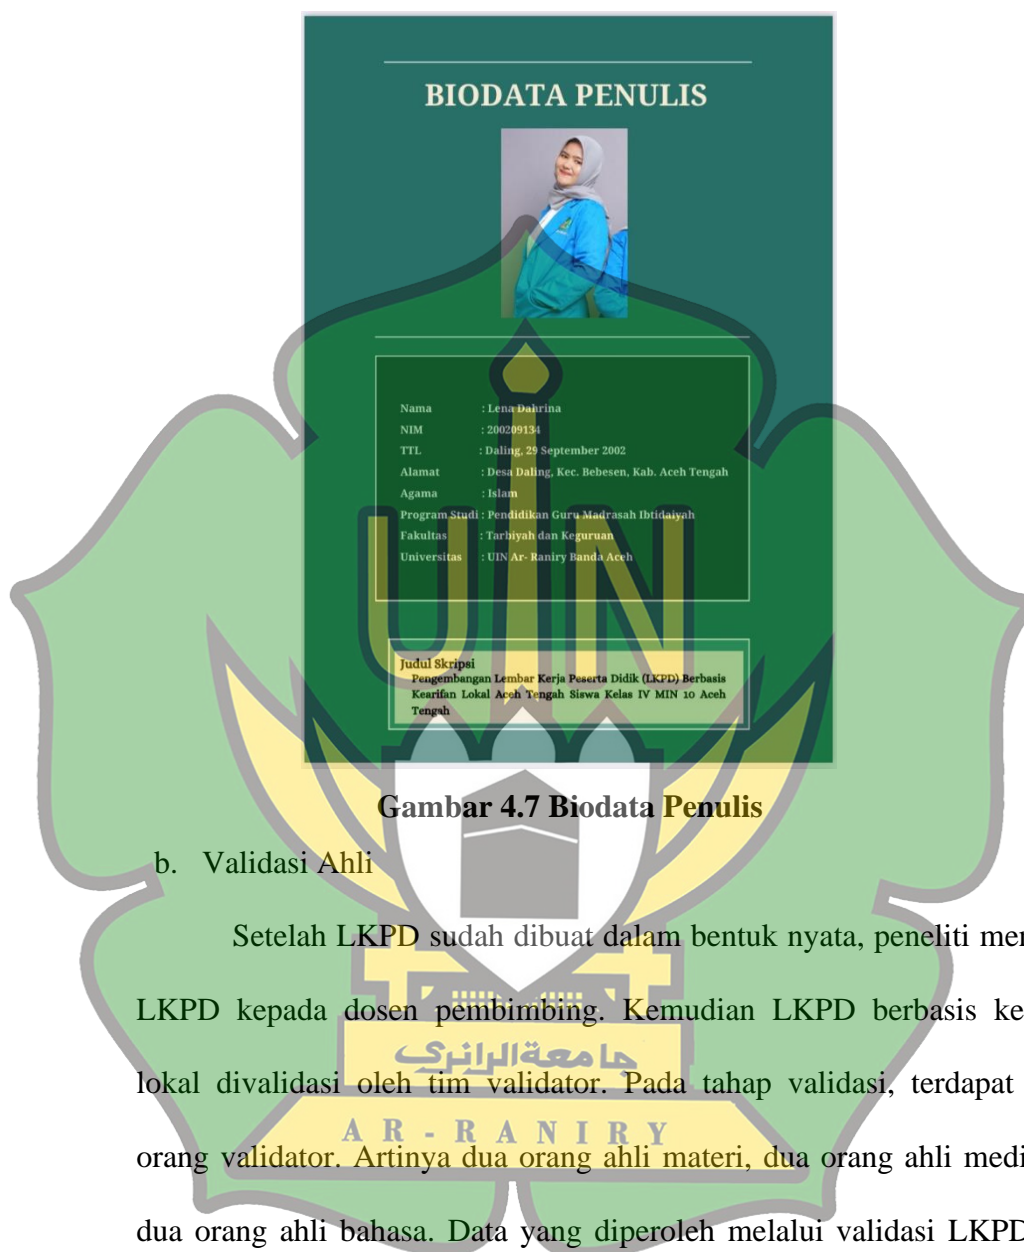 BIODATA PENULIS
Nama : Lena Dahrina
NIM : 200209134
TTL : Daling, 29 September 2002
Alamat : Desa Daling, Kec. Bebesen, Kab. Aceh Tengah
Agama : Islam
Program Studi : Pendidikan Guru Madrasah Ibtidaiyah
Fakultas : Tarbiyah dan Keguruan
Universitas : UIN Ar- Raniry Banda Aceh
UIN
Judul Skripsi
Pengembangan Lembar Kerja Peserta Didik (LKPD) Berbasis
Kearifan Lokal Aceh Tengah Siswa Kelas IV MIN 10 Aceh
Tengah
Gambar 4.7 Biodata Penulis
b. Validasi Ahli
Setelah LKPD sudah dibuat dalam bentuk nyata, peneliti mer
LKPD kepada dosen pembimbing. Kemudian LKPD berbasis ke
جامعةالرانري
lokal divalidasi oleh tim validator. Pada tahap validasi, terdapat
AR-RANIRY
orang validator. Artinya dua orang ahli materi, dua orang ahli medi
dua orang ahli bahasa. Data yang diperoleh melalui validasi LKPD